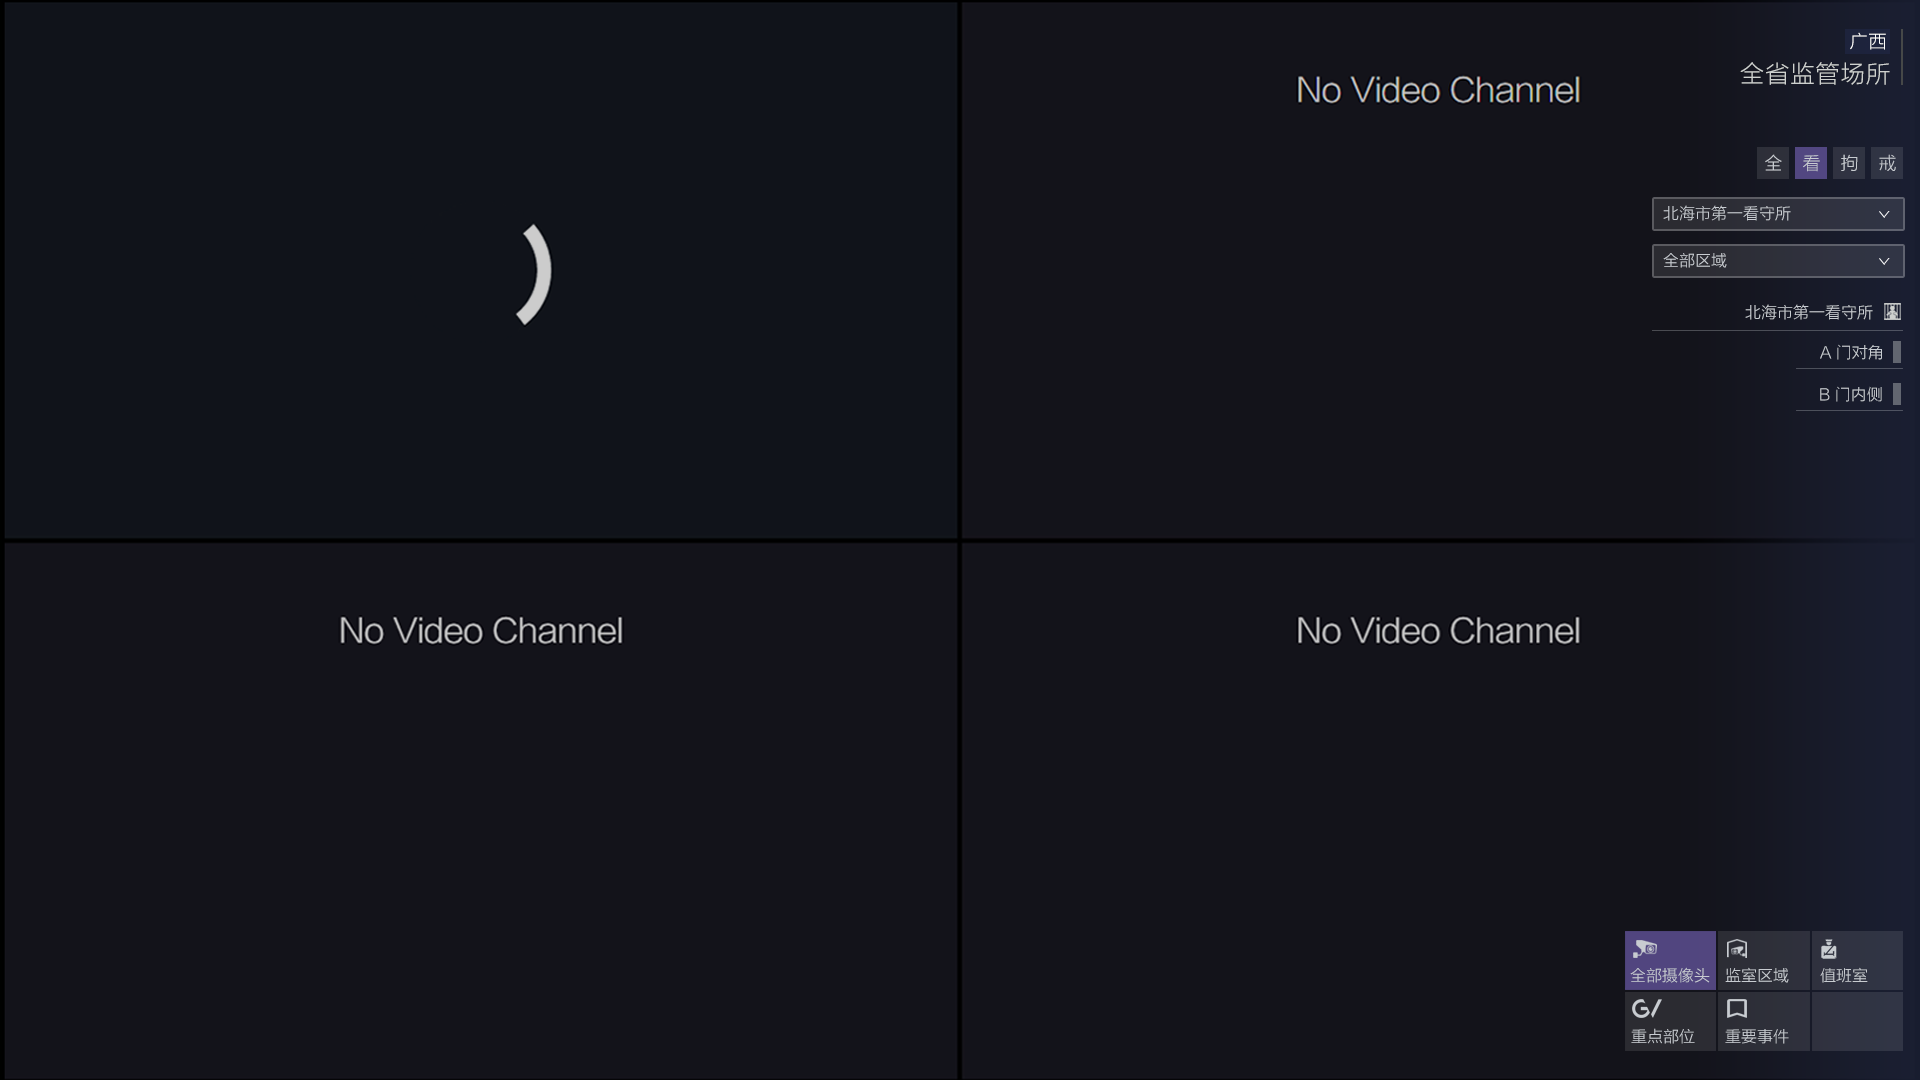 No Video Channel
广西
全省监管场所
全 看 拘 戒
北海市第一看守所
全部区域
北海市第一看守所
A 门对角
B 门内侧
No Video Channel
No Video Channel
全部摄像头 监室区域 值班室
重点部位 重要事件